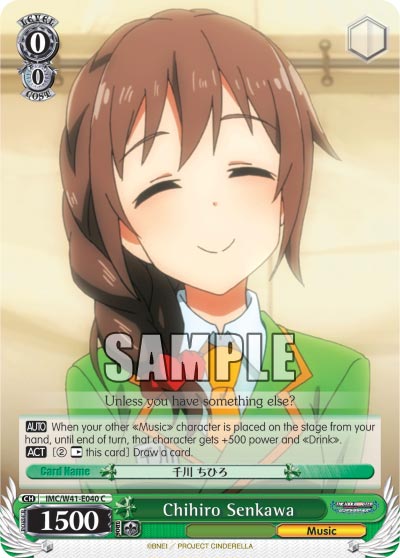 LEVEL
0
0
COST
SAMPLE
Unless you have something else?
AUTO When your other «Music» character is placed on the stage from your
hand, until end of turn, that character gets +500 power and «Drink».
ACT [② this card] Draw a card.
Card Name 千川 ちひろ
CH IMC/W41-E040 C
1500 Chihiro Senkawa
Music
©BNEI / PROJECT CINDERELLA